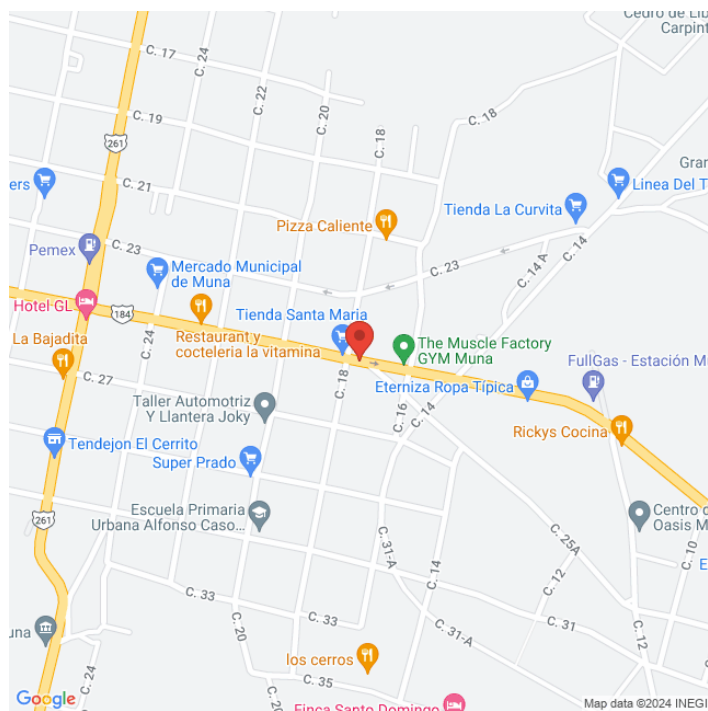 Cedro de Lib
Carpint
C. 17
C. 24
C. 20
C. 22
C. 18
C. 18
C. 19
261
C. 21
ers
Gran
Linea Del T
Tienda La Curvita
Pizza Caliente
C. 23
C. 23
C. 14 A
C. 14
Pemex
Mercado Municipal
de Muna
Hotel GL
184
Tienda Santa Maria
Restaurant y
cocteleria la vitamina
La Bajadita
The Muscle Factory
GYM Muna
FullGas - Estación Mu
C. 24
C. 27
C. 18
Eterniza Ropa Típica
Taller Automotriz
Y Llantera Joky
C. 16
C. 14
Rickys Cocina
Tendejon El Cerrito
Super Prado
Escuela Primaria
Urbana Alfonso Caso...
261
Centro d
Oasis M
C. 25A
C. 31-A
C. 14
C. 12
C. 10
E
C. 33
C. 33
C. 31
C. 31-A
C. 20
una
los cerros
C. 12
C. 24
C. 20
C. 35
Finca Santo Domingo
Google
Map data ©2024 INEGI